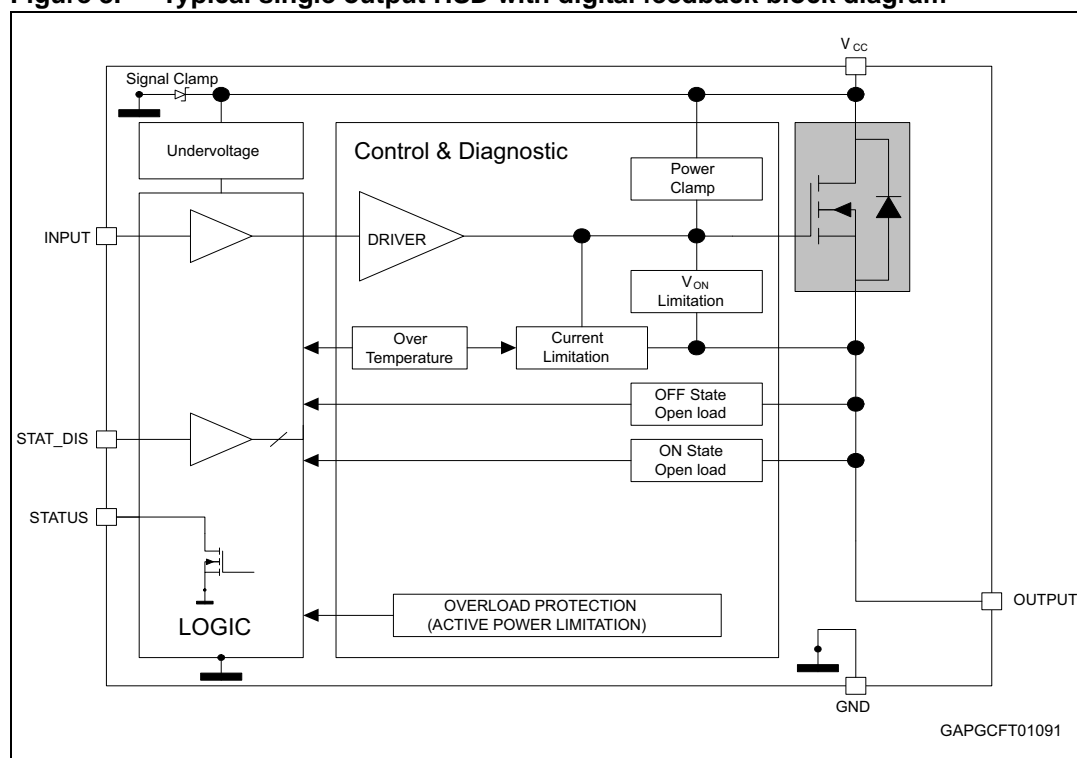 Typical single output HSD with digital feedback block diagram
VCC
Signal Clamp
Undervoltage
Control & Diagnostic
Power
Clamp
INPUT
DRIVER
VON
Limitation
Over
Temperature
Current
Limitation
OFF State
Open load
STAT_DIS
ON State
Open load
STATUS
OVERLOAD PROTECTION
(ACTIVE POWER LIMITATION)
LOGIC
OUTPUT
GND
GAPGCFT01091